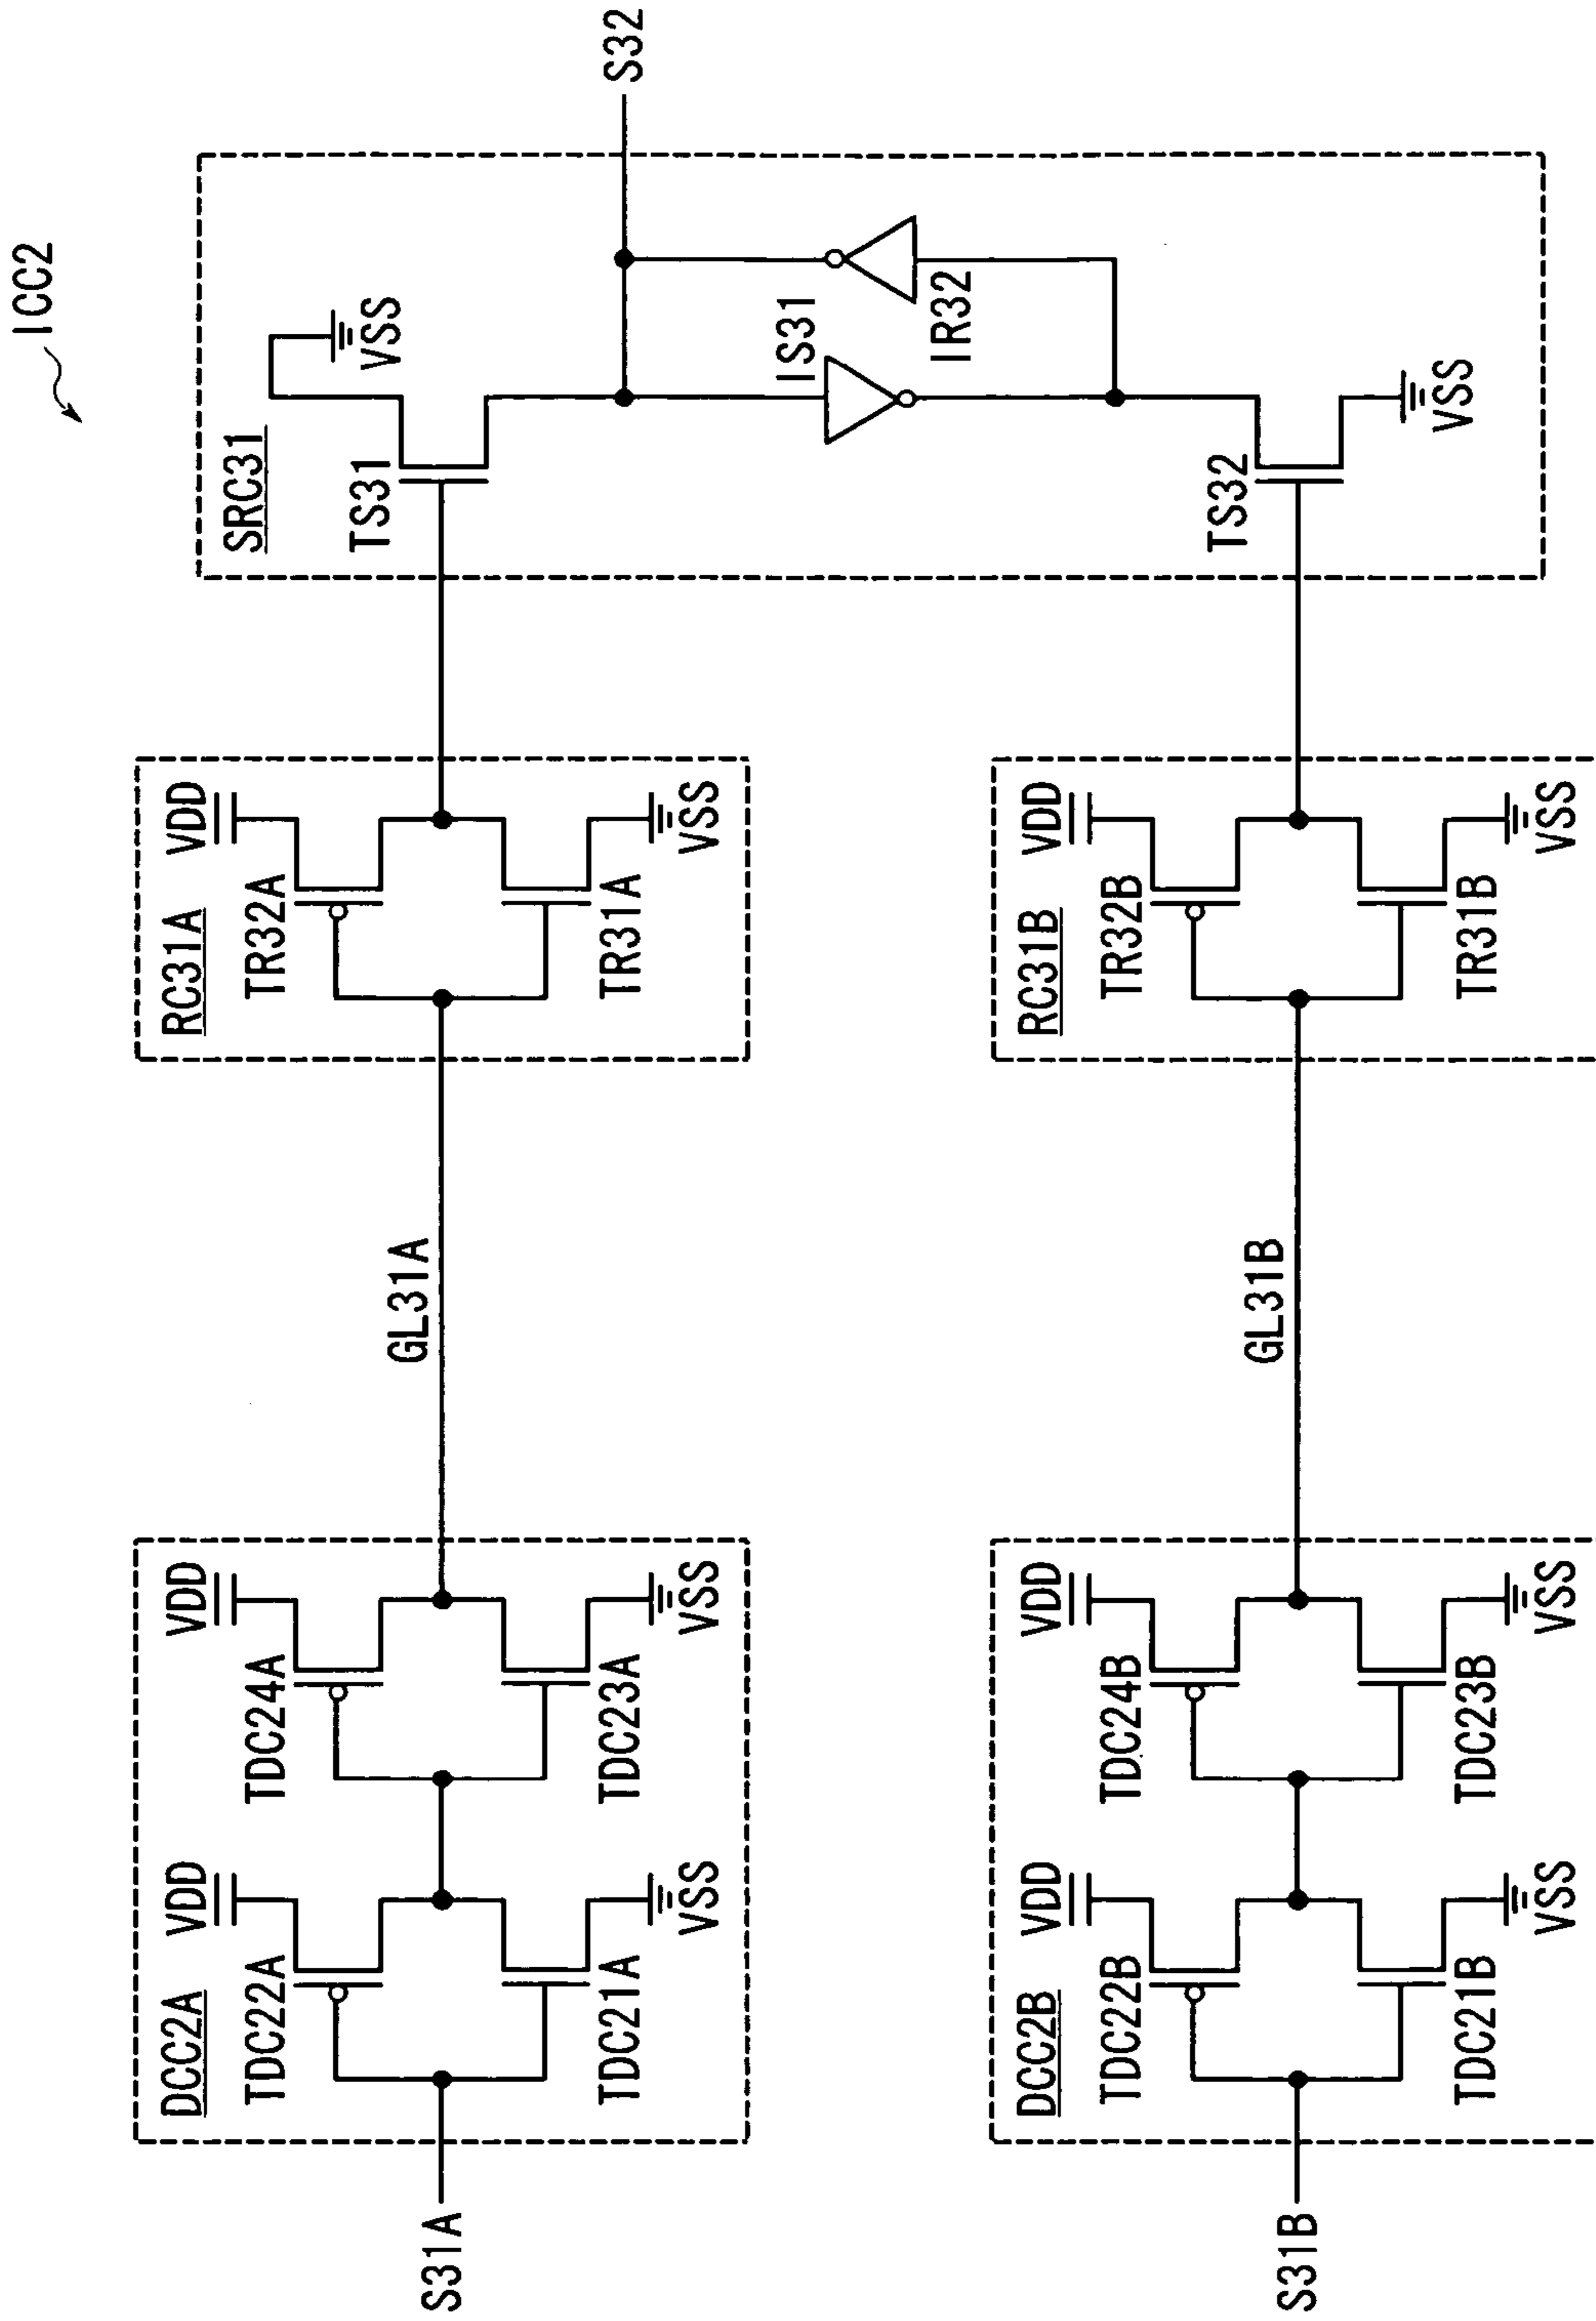 ICC2
SRC31
VSS
TS31
S32
IS31
IR32
TS32
VSS
RC31A
VDD
TR32A
TR31A
VSS
RC31B
VDD
TR32B
TR31B
VSS
GL31A
GL31B
DCC2A
VDD
TDC22A
TDC21A
VSS
VDD
TDC24A
TDC23A
VSS
DCC2B
VDD
TDC22B
TDC21B
VSS
VDD
TDC24B
TDC23B
VSS
S31A
S31B